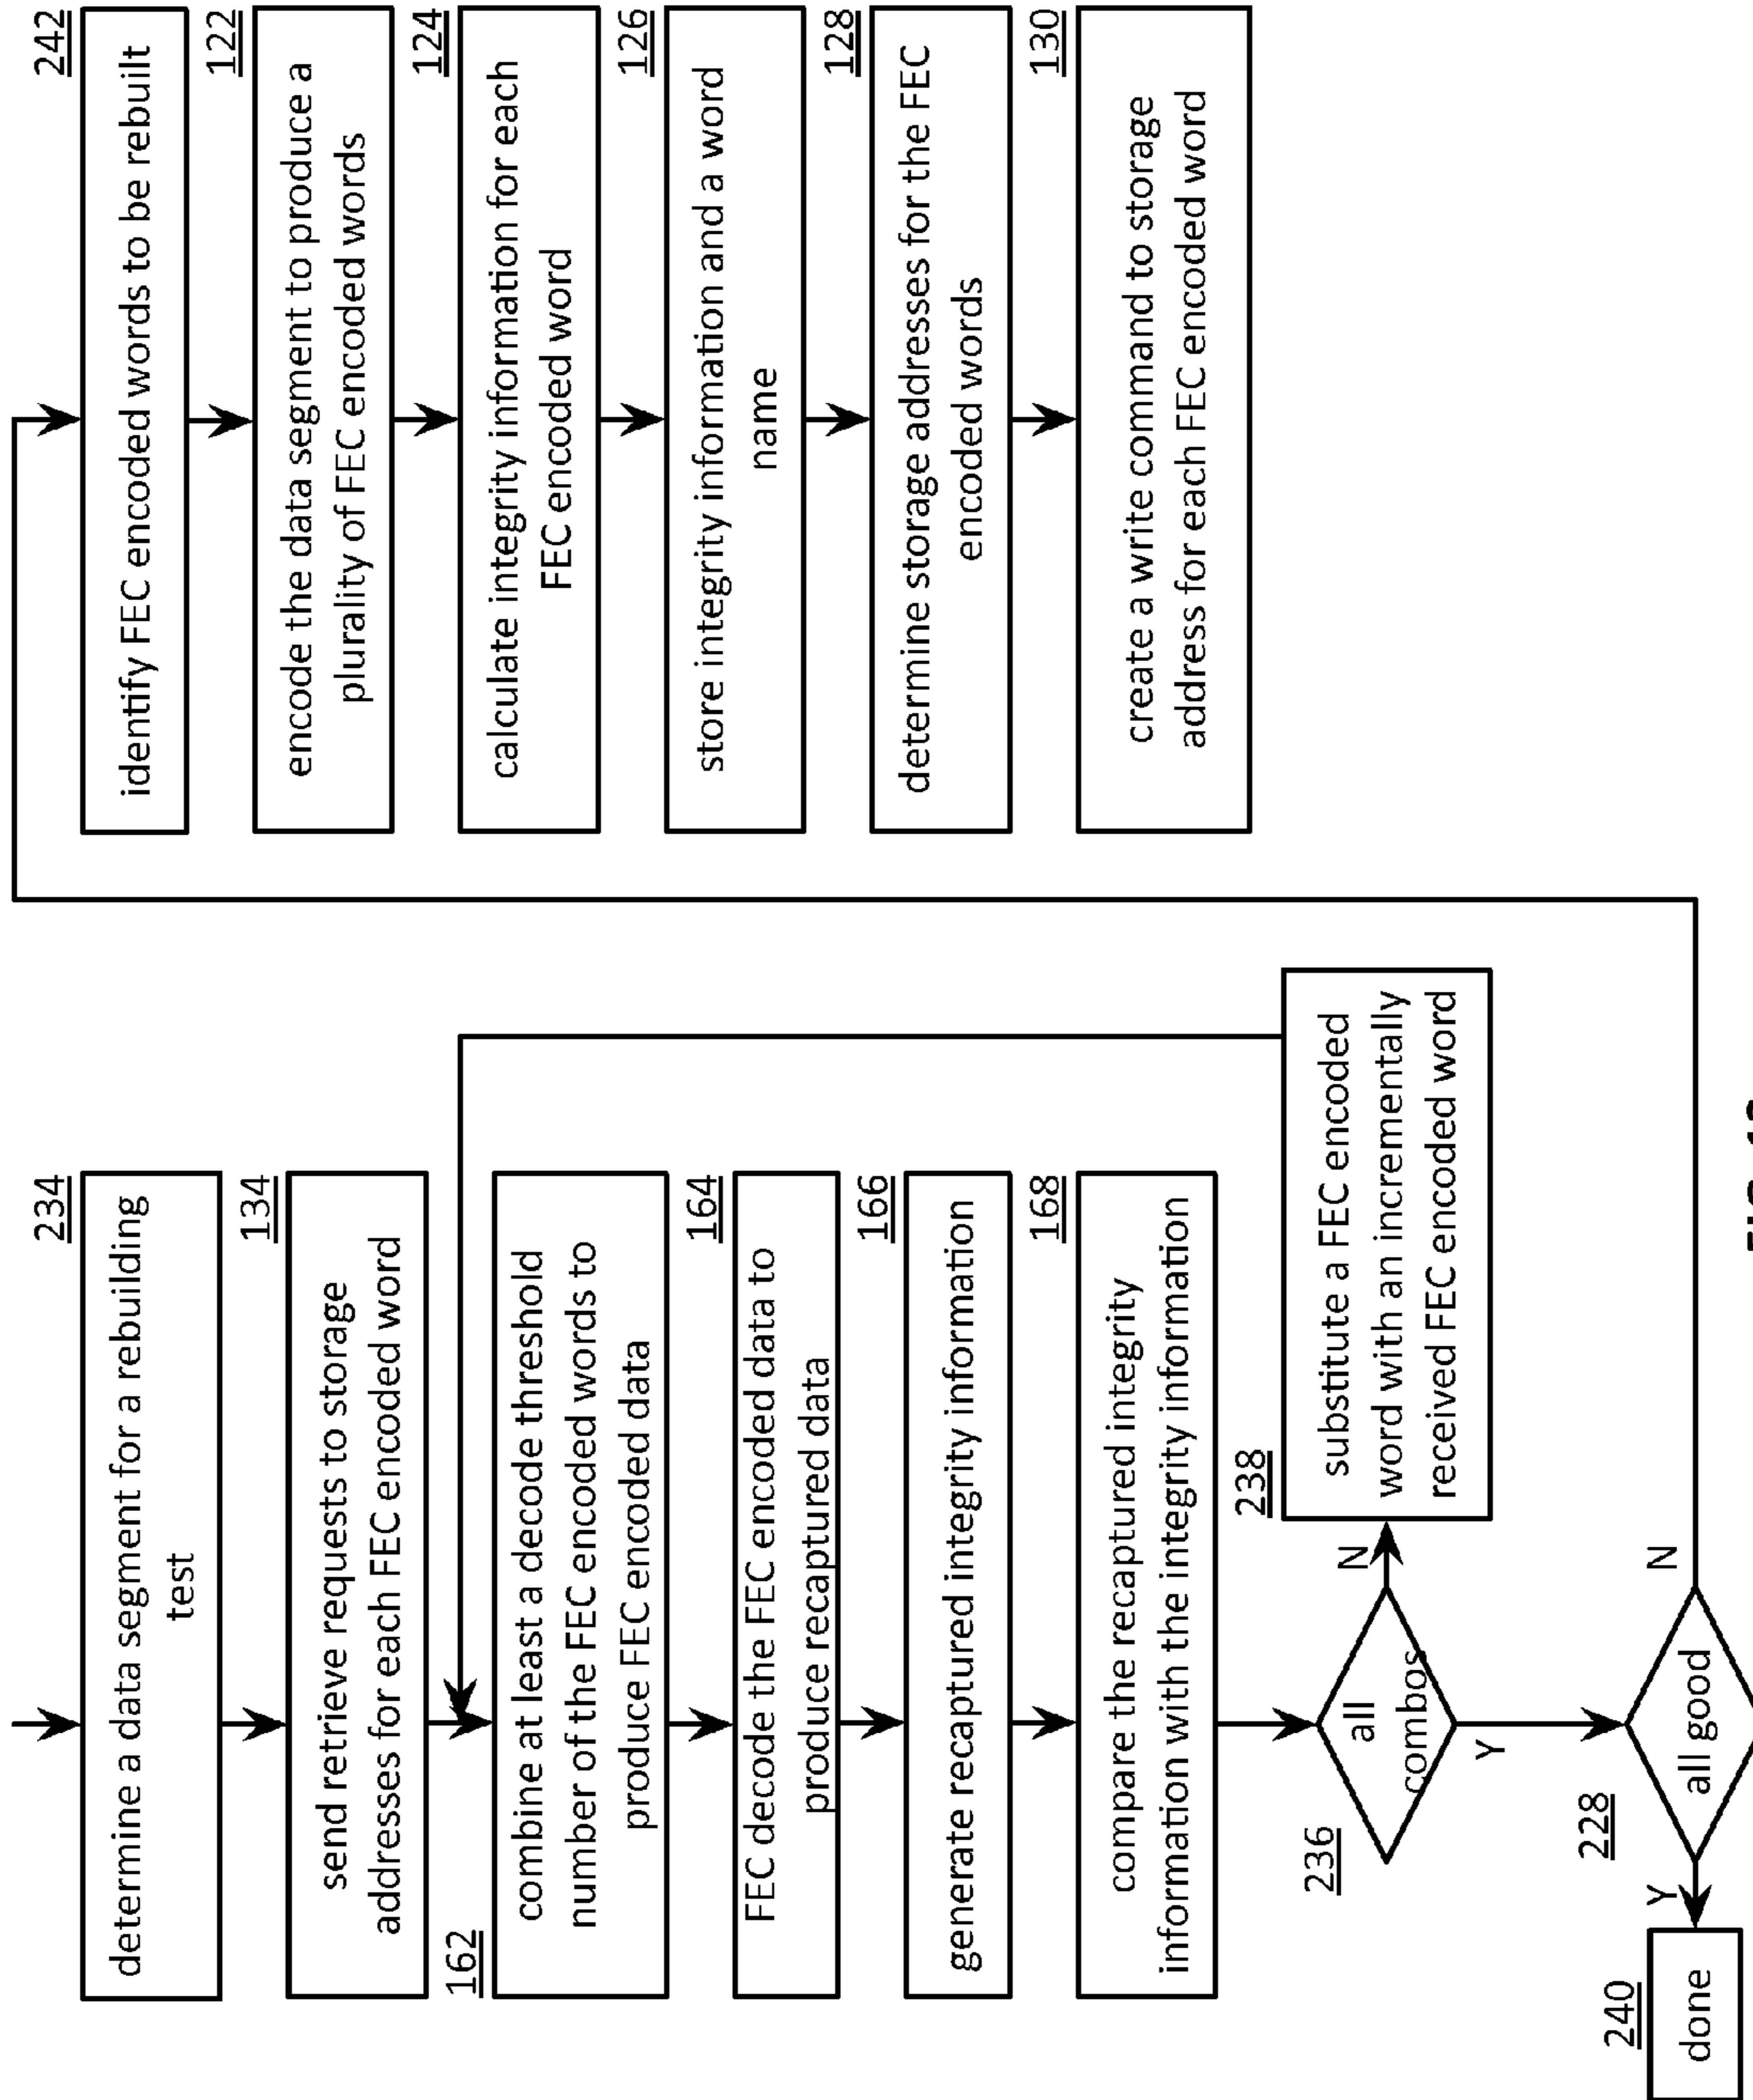 234
determine a data segment for a rebuilding
test
134
send retrieve requests to storage
addresses for each FEC encoded word
162
combine at least a decode threshold
number of the FEC encoded words to
produce FEC encoded data
164
FEC decode the FEC encoded data to
produce recaptured data
166
generate recaptured integrity information
168
compare the recaptured integrity
information with the integrity information
236
all
combos
N
Y
238
substitute a FEC encoded
word with an incrementally
received FEC encoded word
228
all good
Y
N
240
done
242
identify FEC encoded words to be rebuilt
122
encode the data segment to produce a
plurality of FEC encoded words
124
calculate integrity information for each
FEC encoded word
126
store integrity information and a word
name
128
determine storage addresses for the FEC
encoded words
130
create a write command to storage
address for each FEC encoded word